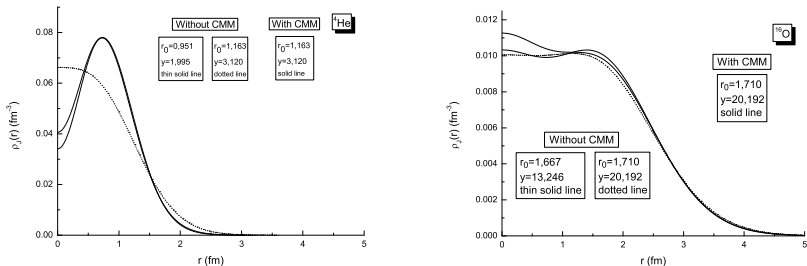 ⁴He
Without CMM
With CMM
r0=0,951
y=1,995
thin solid line
r0=1,163
y=3,120
dotted line
r0=1,163
y=3,120
solid line
0.08
0.06
0.04
0.02
0.00
ρJ(r) (fm⁻³)
0 1 2 3 4 5
r (fm)
¹⁶O
With CMM
r0=1,710
y=20,192
solid line
Without CMM
r0=1,667
y=13,246
thin solid line
r0=1,710
y=20,192
dotted line
0.012
0.010
0.008
0.006
0.004
0.002
0.000
ρJ(r) (fm⁻³)
0 1 2 3 4 5
r (fm)